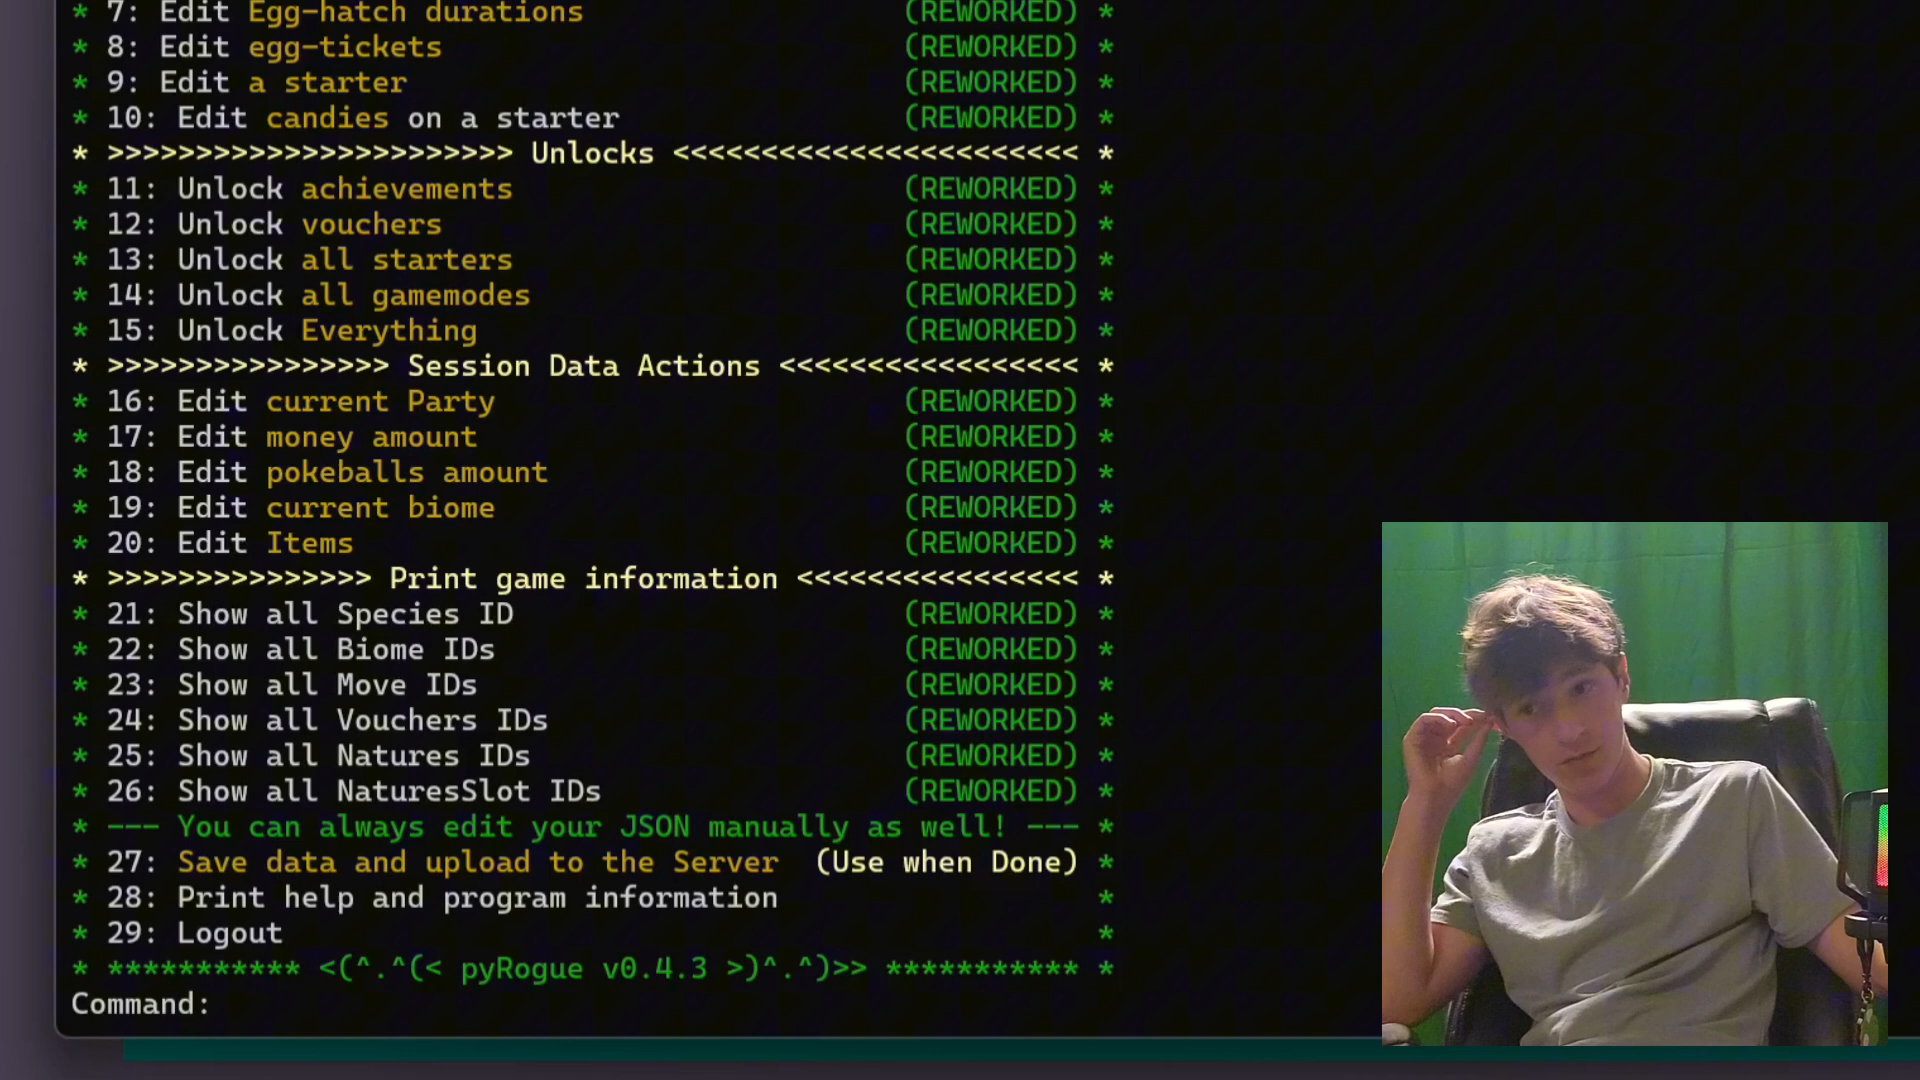 * 7: Edit Egg-hatch durations (REWORKED) *
* 8: Edit egg-tickets (REWORKED) *
* 9: Edit a starter (REWORKED) *
* 10: Edit candies on a starter (REWORKED) *
* >>>>>>>>>>>>>>>>>>>>>>> Unlocks <<<<<<<<<<<<<<<<<<<<<<< *
* 11: Unlock achievements (REWORKED) *
* 12: Unlock vouchers (REWORKED) *
* 13: Unlock all starters (REWORKED) *
* 14: Unlock all gamemodes (REWORKED) *
* 15: Unlock Everything (REWORKED) *
* >>>>>>>>>>>>>>>> Session Data Actions <<<<<<<<<<<<<<<<< *
* 16: Edit current Party (REWORKED) *
* 17: Edit money amount (REWORKED) *
* 18: Edit pokeballs amount (REWORKED) *
* 19: Edit current biome (REWORKED) *
* 20: Edit Items (REWORKED) *
* >>>>>>>>>>>>>>> Print game information <<<<<<<<<<<<<<<< *
* 21: Show all Species ID (REWORKED) *
* 22: Show all Biome IDs (REWORKED) *
* 23: Show all Move IDs (REWORKED) *
* 24: Show all Vouchers IDs (REWORKED) *
* 25: Show all Natures IDs (REWORKED) *
* 26: Show all NaturesSlot IDs (REWORKED) *
* --- You can always edit your JSON manually as well! --- *
* 27: Save data and upload to the Server (Use when Done) *
* 28: Print help and program information *
* 29: Logout *
* *********** <(^.^(< pyRogue v0.4.3 >)^.^)>> *********** *
Command: